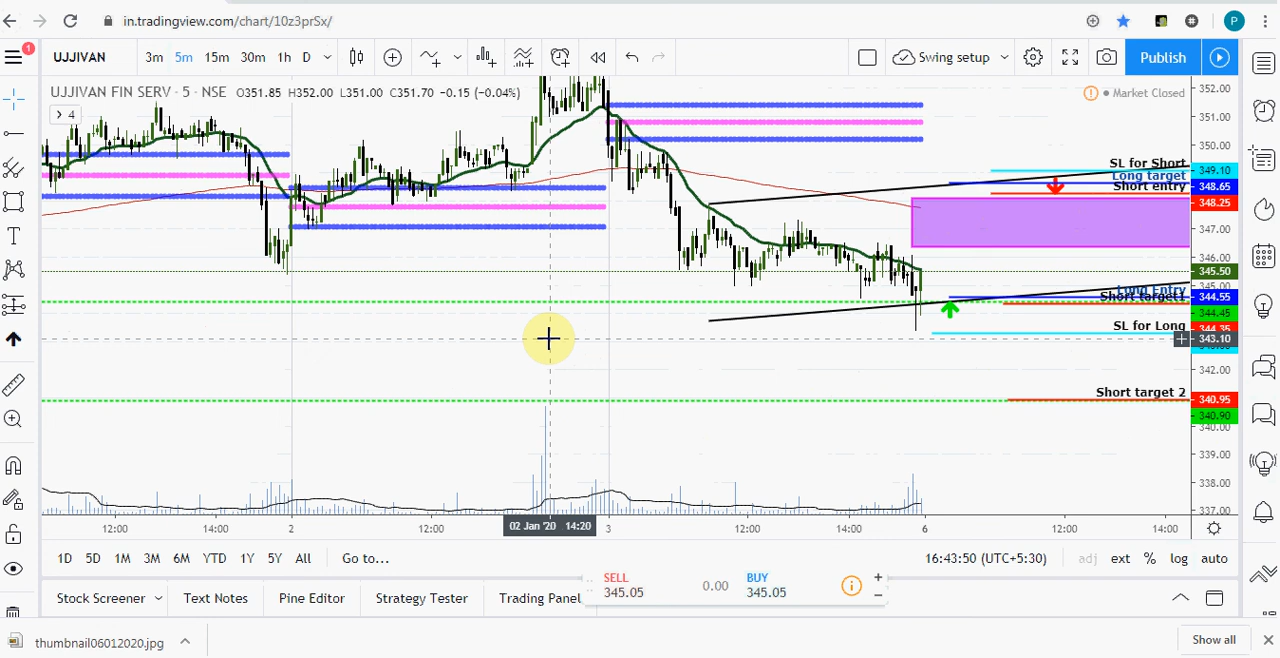 in.tradingview.com/chart/10z3prSx/
P
1
UJJIVAN
3m 5m 15m 30m 1h D
Swing setup
Publish
UJJIVAN FIN SERV · 5 · NSE O351.85 H352.00 L351.00 C351.70 -0.15 (-0.04%)
4
Market Closed
352.00
351.00
350.00
SL for Short 349.10
Long target 348.65
Short entry
348.25
347.00
346.00
345.50
345.00
Long Entry
Short target1 344.55
344.45
344.35
SL for Long
343.10
342.00
Short target 2 340.95
340.90
340.00
339.00
338.00
337.00
12:00 14:00 2 12:00 02 Jan '20 14:20 3 12:00 14:00 6 12:00 14:00
1D 5D 1M 3M 6M YTD 1Y 5Y All Go to...
16:43:50 (UTC+5:30) adj ext % log auto
SELL 345.05
0.00
BUY 345.05
Stock Screener Text Notes Pine Editor Strategy Tester Trading Panel
thumbnail06012020.jpg
Show all